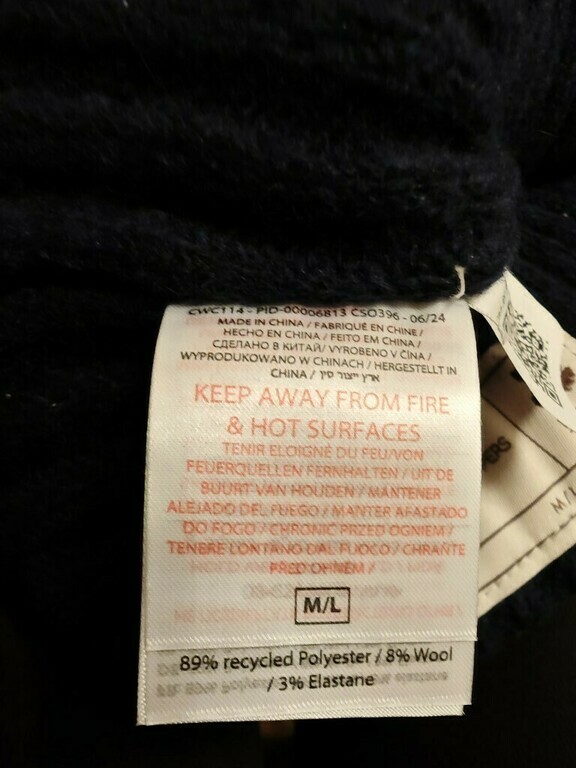 CWC114 - PID-00006813 CSO396 - 06/24
MADE IN CHINA / FABRIQUÉ EN CHINE /
HECHO EN CHINA / FEITO EM CHINA /
СДЕЛАНО В КИТАЙ/ VYROBENO V ČÍNA /
WYPRODUKOWANO W CHINACH / HERGESTELLT IN
CHINA / ארץ ייצור סין
KEEP AWAY FROM FIRE
& HOT SURFACES
TENIR ELOIGNÉ DU FEU/VON
FEUERQUELLEN FERNHALTEN / UIT DE
BUURT VAN HOUDEN / MANTENER
ALEJADO DEL FUEGO / MANTER AFASTADO
DO FOGO / CHRONIC PRZED OGNIEM /
TENERE LONTANO DAL FUOCO / CHRAŇTE
PŘED OHNĚM /
M/L
89% recycled Polyester / 8% Wool
/ 3% Elastane
M/L